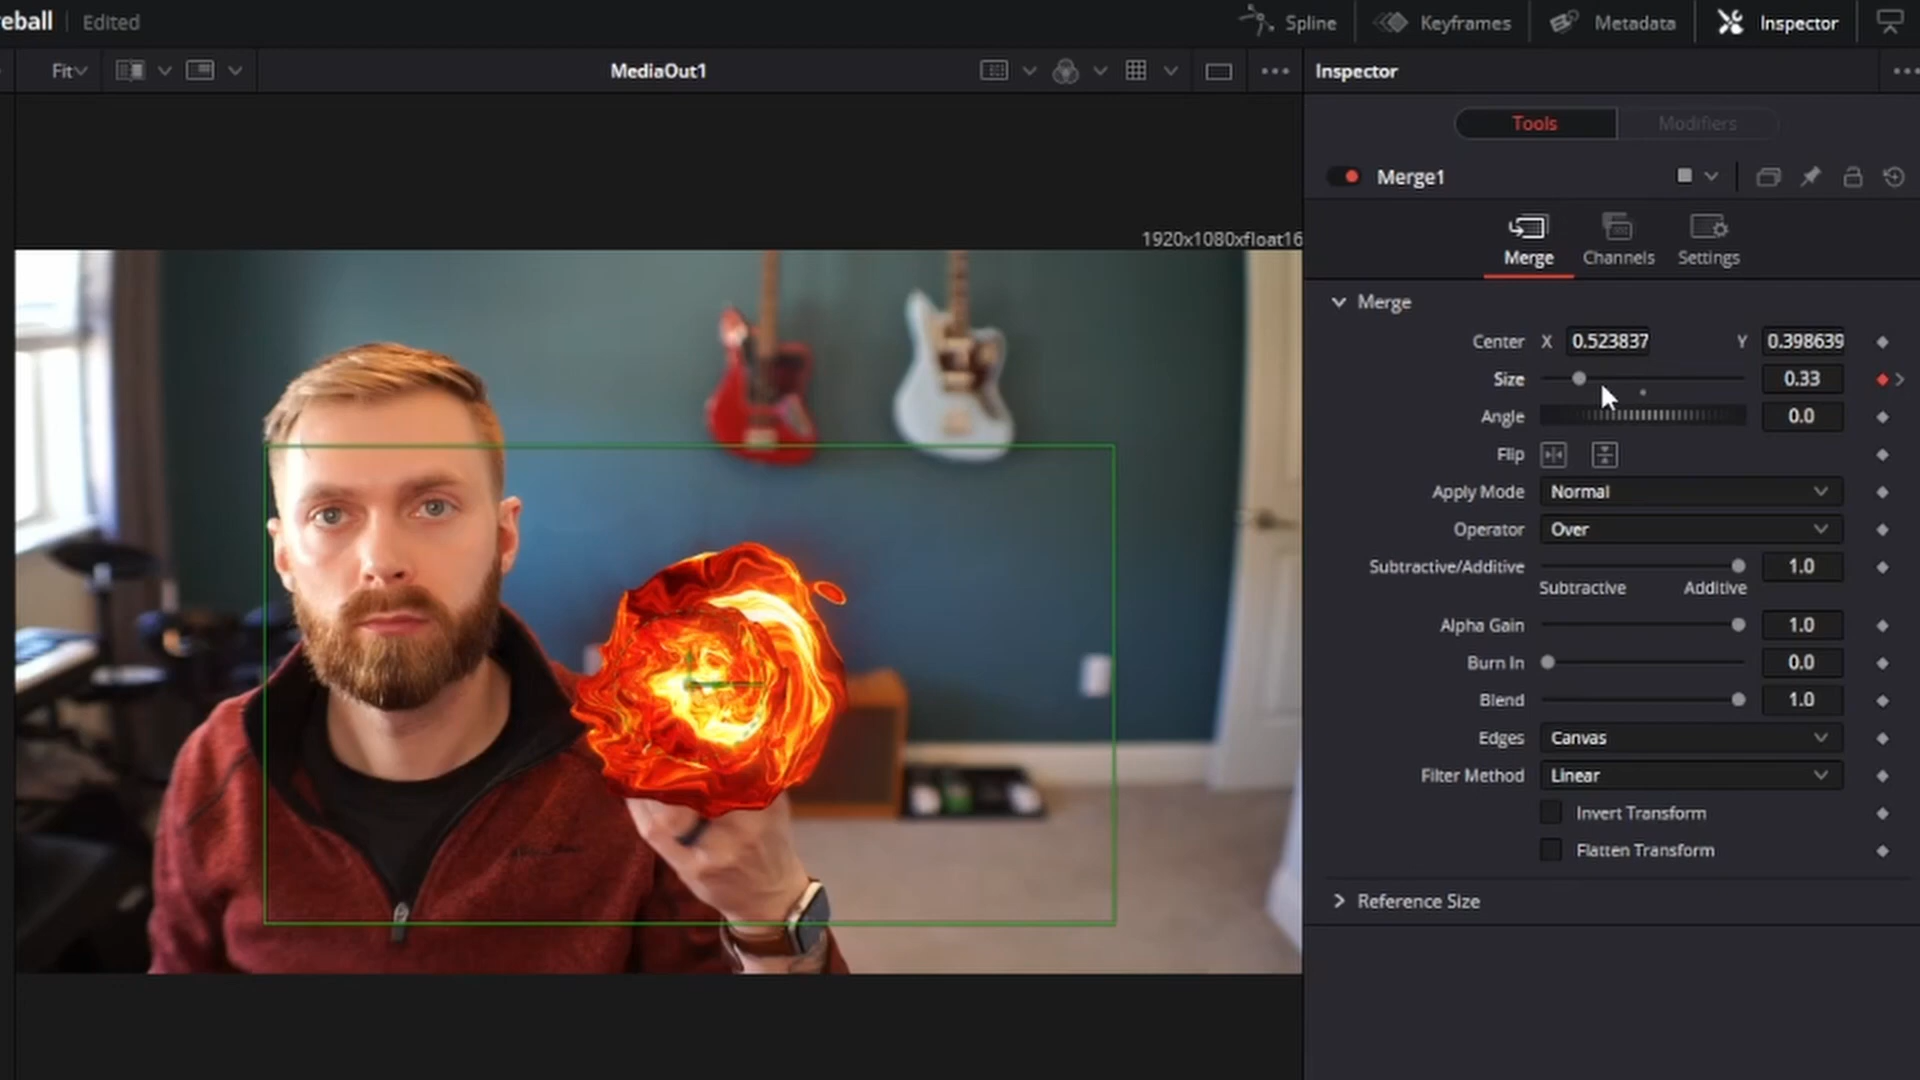 eball Edited Spline Keyframes Metadata Inspector
Fit MediaOut1 Inspector
Tools Modifiers
Merge1
1920x1080xfloat16
Merge Channels Settings
Merge
Center X 0.523837 Y 0.398639
Size 0.33
Angle 0.0
Flip
Apply Mode Normal
Operator Over
Subtractive/Additive 1.0
Subtractive Additive
Alpha Gain 1.0
Burn In 0.0
Blend 1.0
Edges Canvas
Filter Method Linear
Invert Transform
Flatten Transform
Reference Size